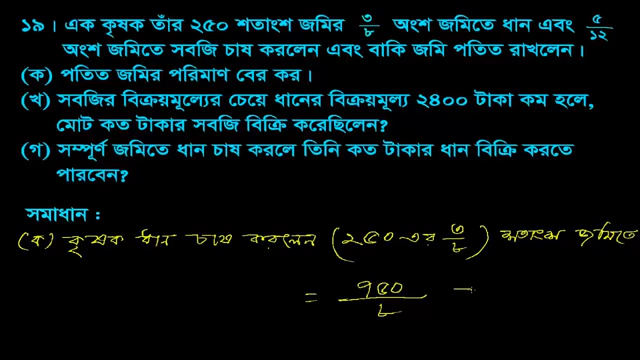 ১৯। এক কৃষক তাঁর ২৫০ শতাংশ জমির ৩/৮ অংশ জমিতে ধান এবং ৫/১২
অংশ জমিতে সবজি চাষ করলেন এবং বাকি জমি পতিত রাখলেন।
(ক) পতিত জমির পরিমাণ বের কর।
(খ) সবজির বিক্রয়মূল্যের চেয়ে ধানের বিক্রয়মূল্য ২৪০০ টাকা কম হলে,
মোট কত টাকার সবজি বিক্রি করেছিলেন?
(গ) সম্পূর্ণ জমিতে ধান চাষ করলে তিনি কত টাকার ধান বিক্রি করতে
পারবেন?
সমাধান :
(ক) কৃষক ধান চাষ করলেন (২৫০ এর ৩/৮) শতাংশ জমিতে
= ৭৫০/৮